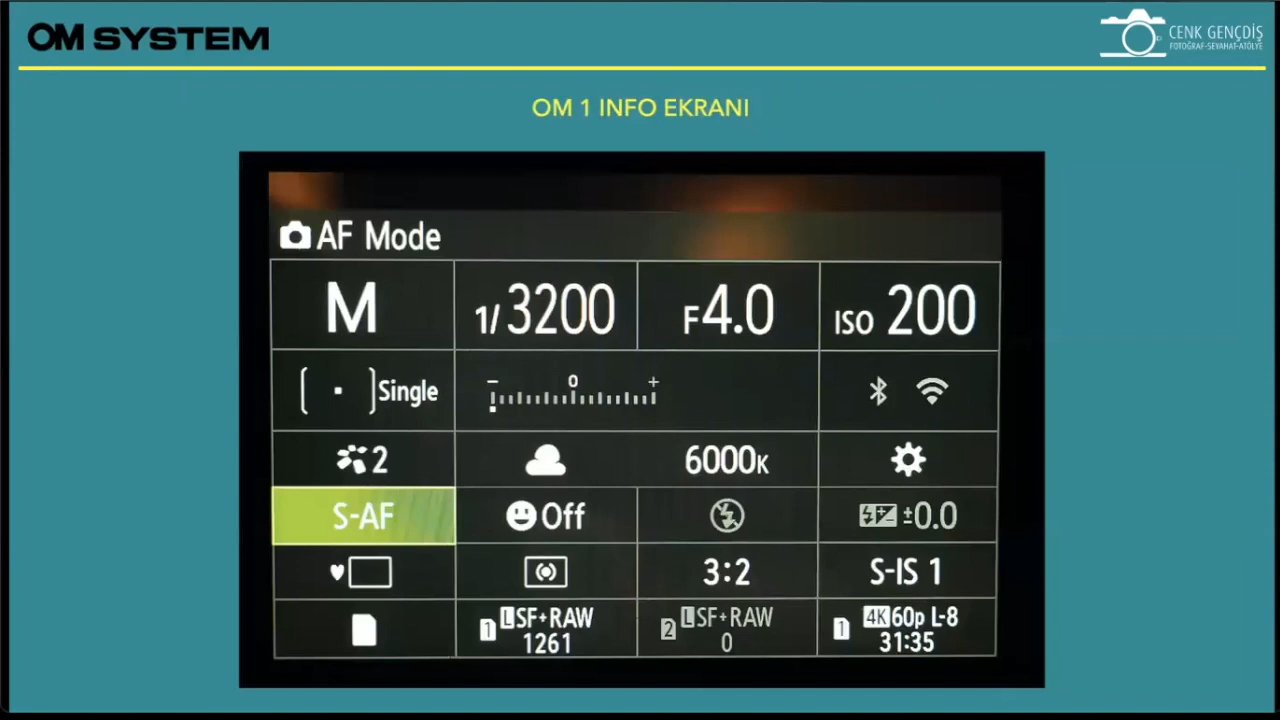 OM SYSTEM
CENK GENÇDİŞ
FOTOĞRAF-SEYAHAT-ATÖLYE
OM 1 INFO EKRANI
AF Mode
M 1/3200 F4.0 ISO 200
[ · ]Single - 0 +
2 6000K
S-AF Off ±0.0
3:2 S-IS 1
1 LSF+RAW 2 LSF+RAW 1 4K 60p L-8
1261 0 31:35